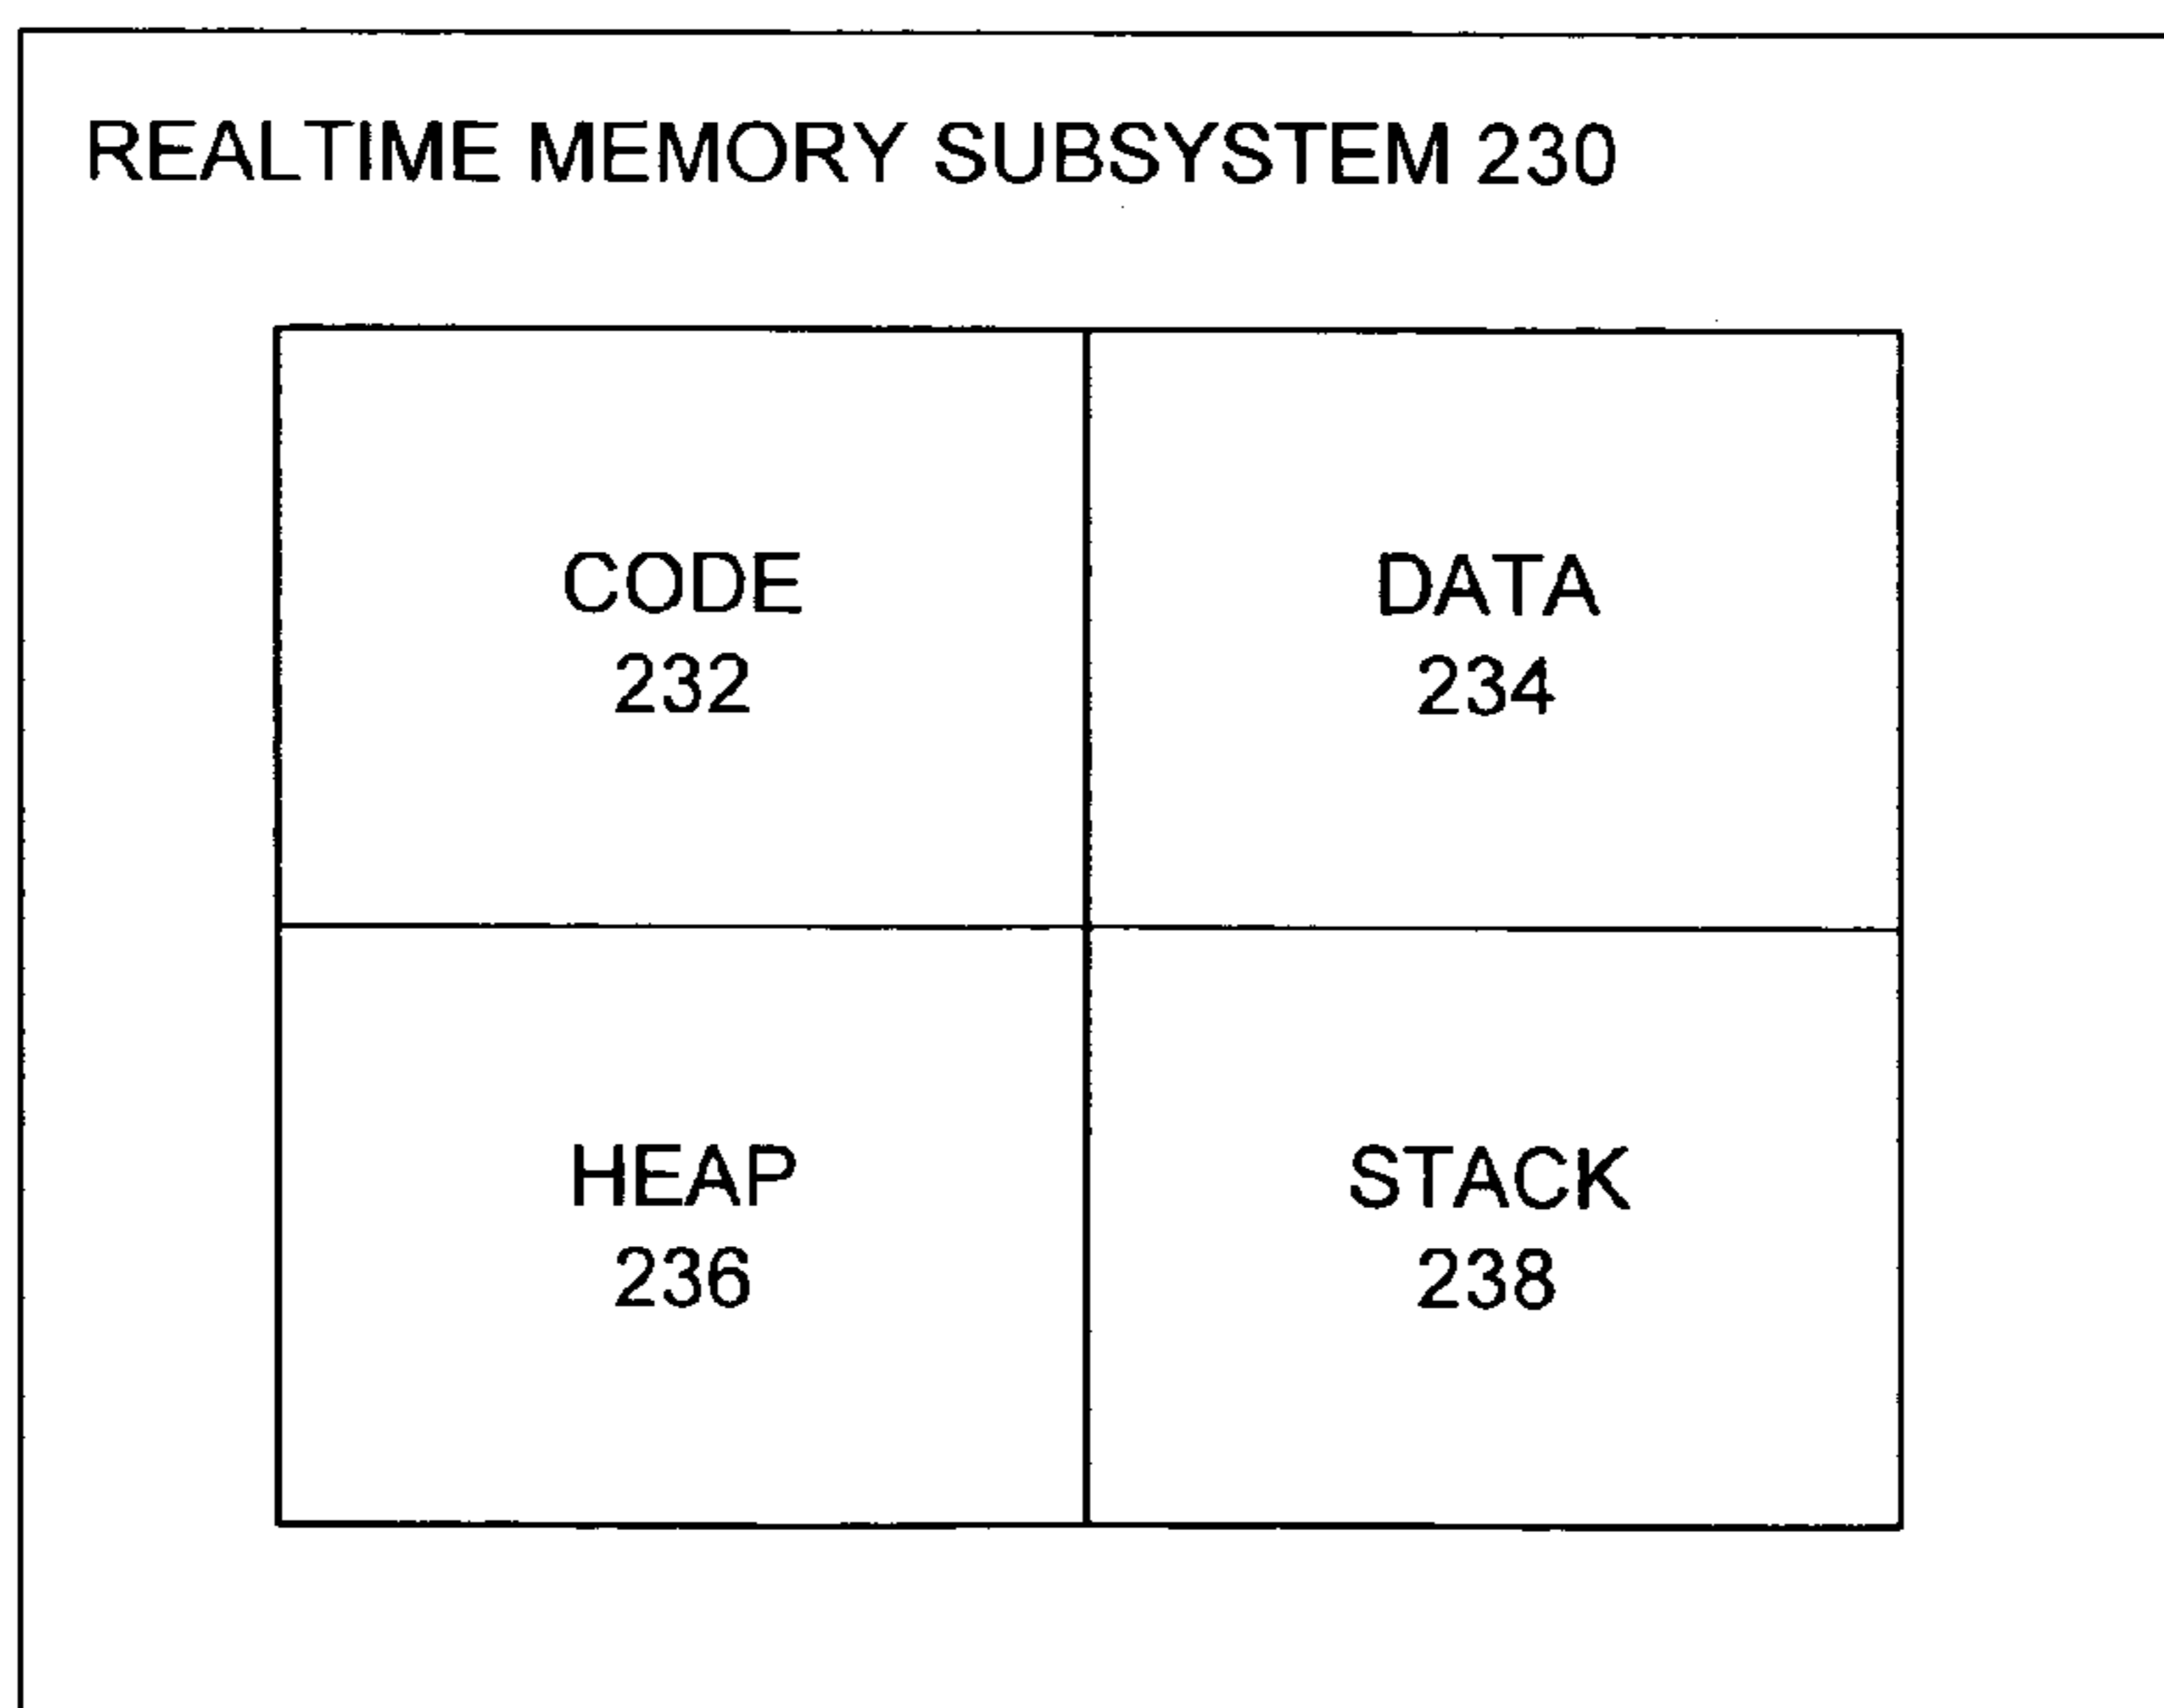 REALTIME MEMORY SUBSYSTEM 230
CODE
232
DATA
234
HEAP
236
STACK
238